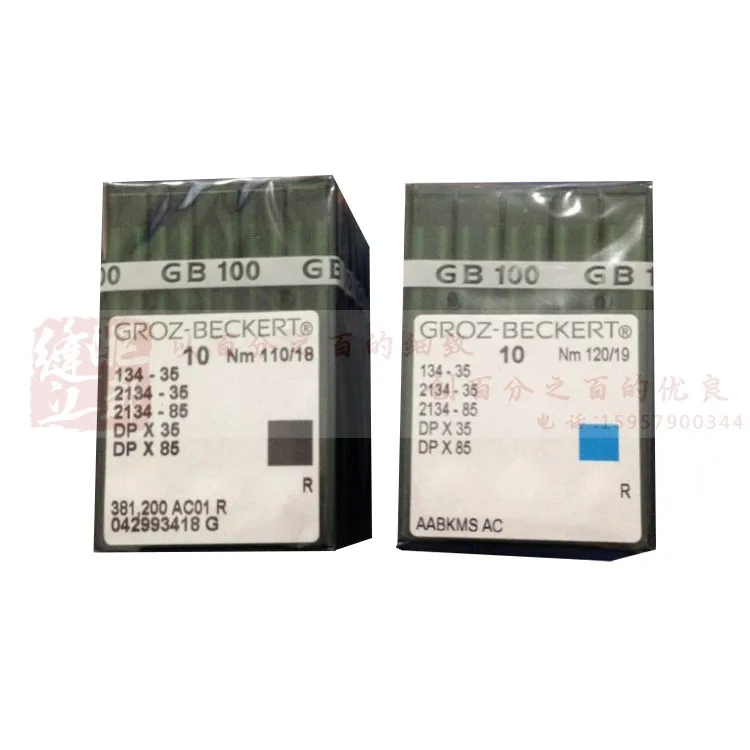 00 GB 100 GB
GROZ-BECKERT®
10 Nm 110/18
134 - 35
2134 - 35
2134 - 85
DP X 35
DP X 85
R
381,200 AC01 R
042993418 G
GB 100 GB 1
GROZ-BECKERT®
10 Nm 120/19
134 - 35
2134 - 35
2134 - 85
DP X 35
DP X 85
R
AABKMS AC
百分之百的细致
百分之百的优良
电话:15957900344
缝
立